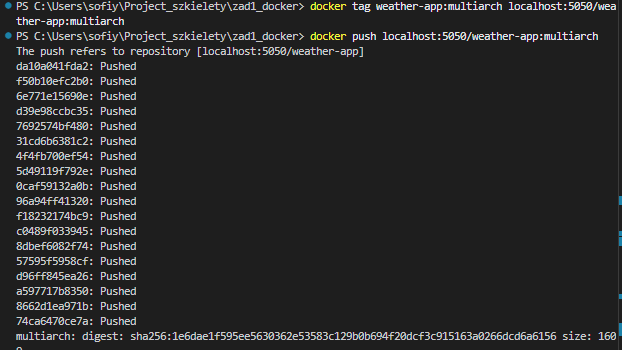 PS C:\Users\sofiy\Project_szkielety\zad1_docker> docker tag weather-app:multiarch localhost:5050/wea
ther-app:multiarch
PS C:\Users\sofiy\Project_szkielety\zad1_docker> docker push localhost:5050/weather-app:multiarch
The push refers to repository [localhost:5050/weather-app]
da10a041fda2: Pushed
f50b10efc2b0: Pushed
6e771e15690e: Pushed
d39e98ccbc35: Pushed
7692574bf480: Pushed
31cd6b6381c2: Pushed
4f4fb700ef54: Pushed
5d49119f792e: Pushed
0caf59132a0b: Pushed
96a94ff41320: Pushed
f18232174bc9: Pushed
c0489f033945: Pushed
8dbef6082f74: Pushed
57595f5958cf: Pushed
d96ff845ea26: Pushed
a597717b8350: Pushed
8662d1ea971b: Pushed
74ca6470ce7a: Pushed
multiarch: digest: sha256:1e6dae1f595ee5630362e53583c129b0b694f20dcf3c915163a0266dcd6a6156 size: 160